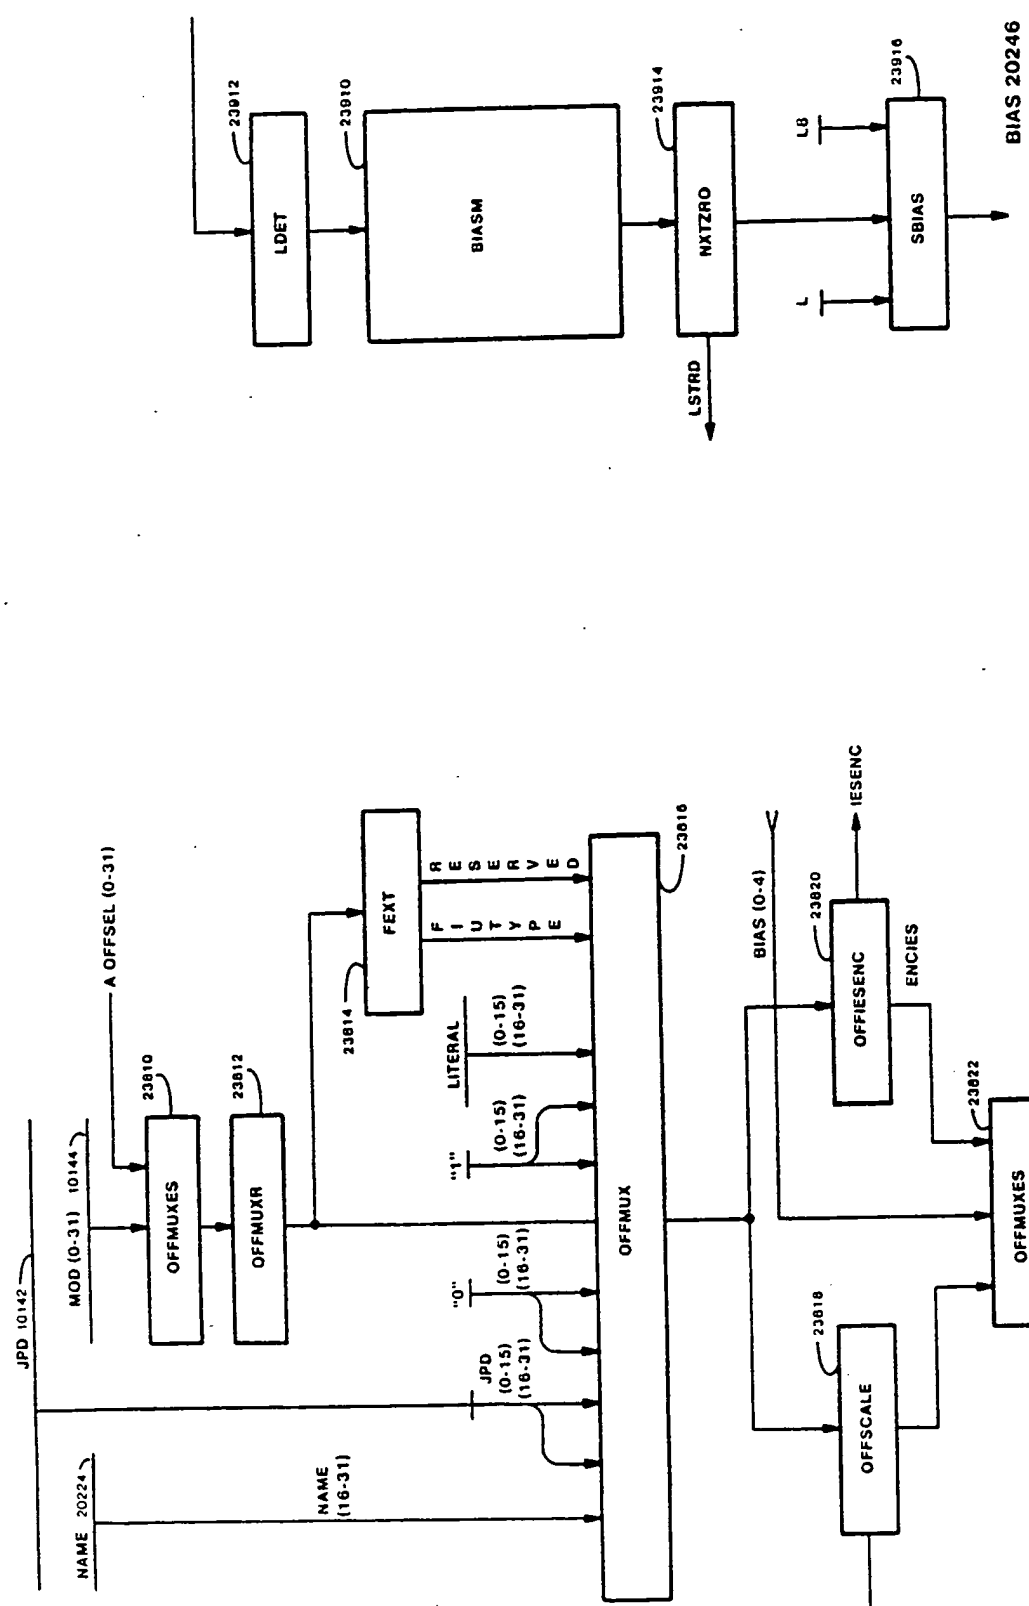 JPD 10142
MOD (0-31) 10144
NAME 20224
A OFFSEL (0-31)
23810
OFFMUXES
23812
OFFMUXR
23814
FEXT
FIUTYPE
RESERVED
NAME
(16-31)
JPD
(0-15)
(16-31)
"0"
(0-15)
(16-31)
"1"
(0-15)
(16-31)
LITERAL
(0-15)
(16-31)
OFFMUX
23816
23818
OFFSCALE
BIAS (0-4)
23820
OFFIESENC
IESENC
ENCIES
23822
OFFMUXES
23912
LDET
23910
BIASM
23914
NXTZRO
LSTRD
L
LB
23916
SBIAS
BIAS 20246